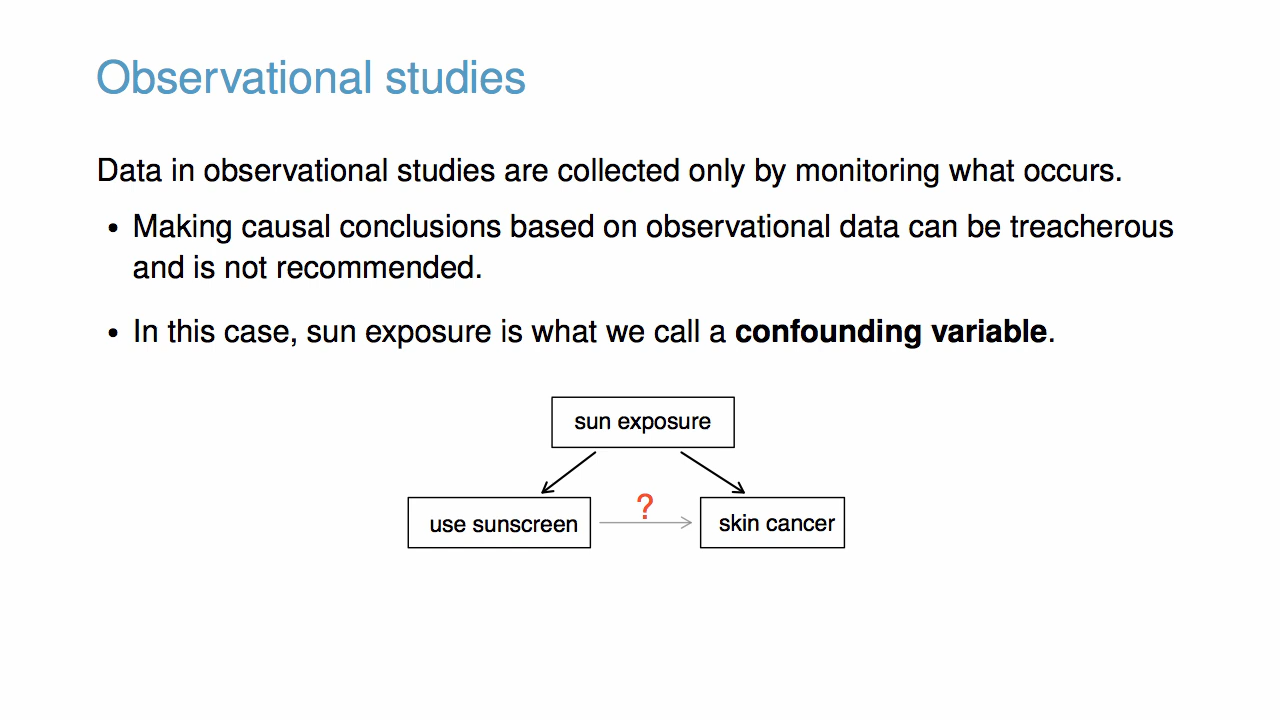 Observational studies
Data in observational studies are collected only by monitoring what occurs.
• Making causal conclusions based on observational data can be treacherous
and is not recommended.
• In this case, sun exposure is what we call a confounding variable.
sun exposure
?
use sunscreen
skin cancer